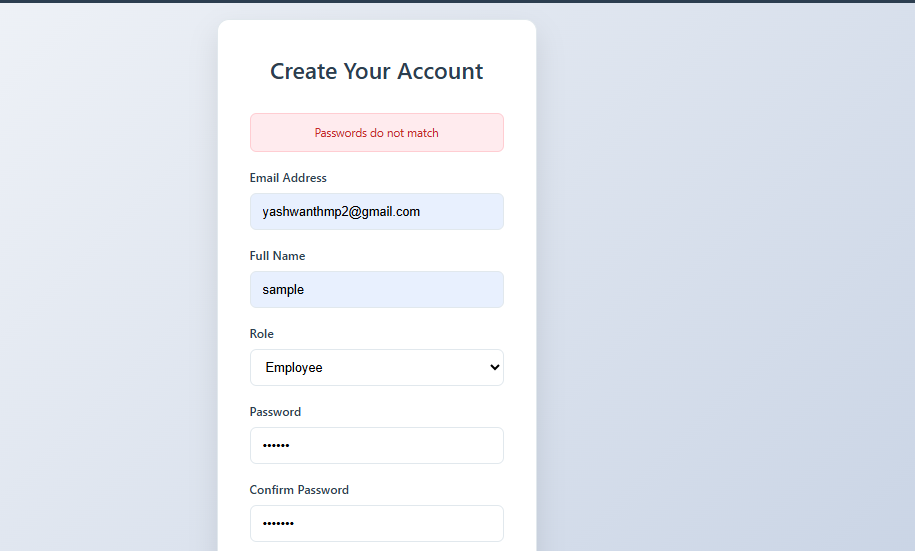 Create Your Account
Passwords do not match
Email Address
yashwanthmp2@gmail.com
Full Name
sample
Role
Employee
Password
••••••
Confirm Password
•••••••